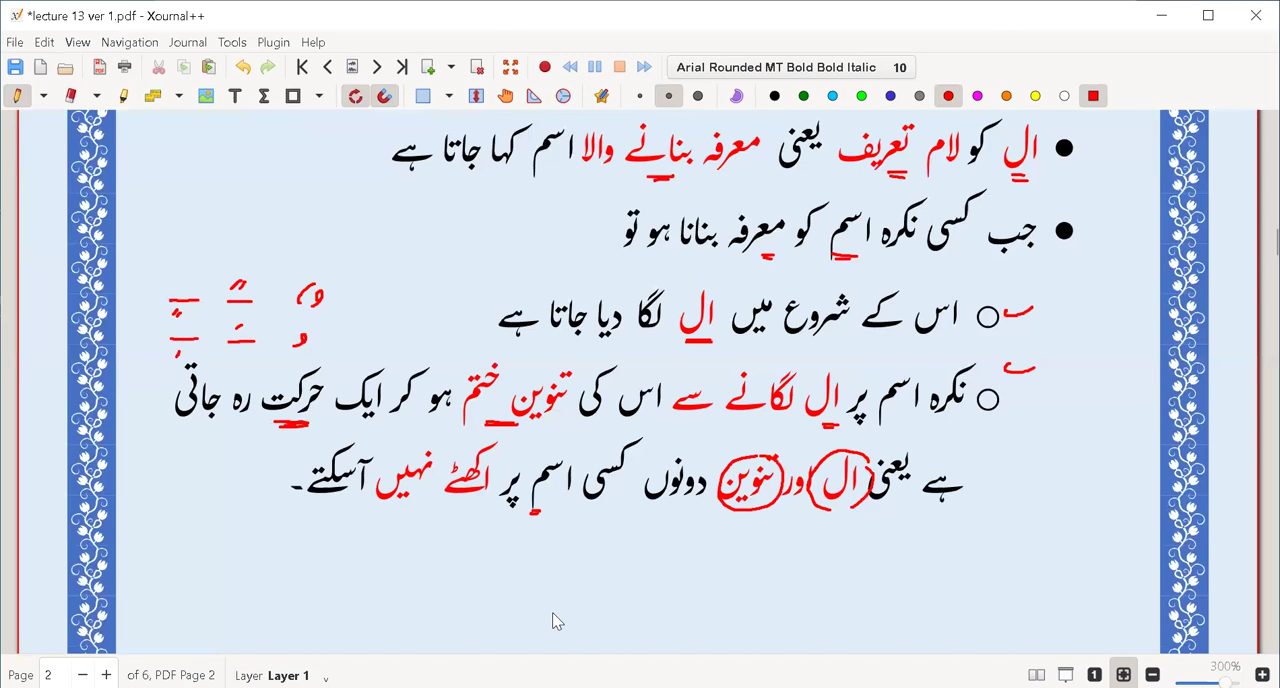 *lecture 13 ver 1.pdf - Xournal++
File Edit View Navigation Journal Tools Plugin Help
Arial Rounded MT Bold Bold Italic 10
ال کو لام تعریف یعنی معرفہ بنانے والا اسم کہا جاتا ہے
جب کسی نکرہ اسم کو معرفہ بنانا ہو تو
اس کے شروع میں ال لگا دیا جاتا ہے
نکرہ اسم پر ال لگانے سے اس کی تنوین ختم ہو کر ایک حرکت رہ جاتی
ہے یعنی ال اور تنوین دونوں کسی اسم پر اکھٹے نہیں آسکتے۔
Page 2 of 6, PDF Page 2 Layer Layer 1 300%